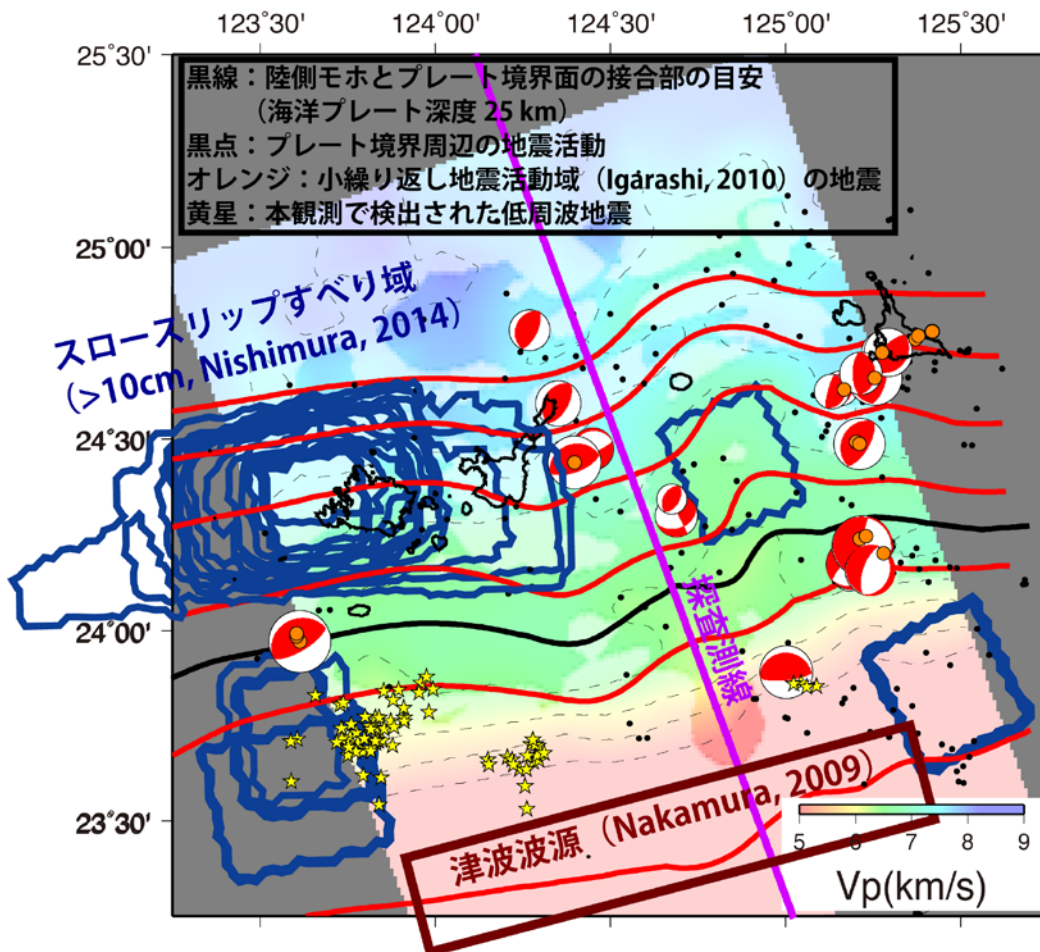 123˚30' 124˚00' 124˚30' 125˚00' 125˚30'
25˚30'
黒線：陸側モホとプレート境界面の接合部の目安
（海洋プレート深度 25 km）
黒点：プレート境界周辺の地震活動
オレンジ：小繰り返し地震活動域（Igarashi, 2010）の地震
黄星：本観測で検出された低周波地震
25˚00'
スロースリップすべり域
（>10cm, Nishimura, 2014）
24˚30'
探査測線
24˚00'
23˚30'
津波波源（Nakamura, 2009）
5 6 7 8 9
Vp(km/s)